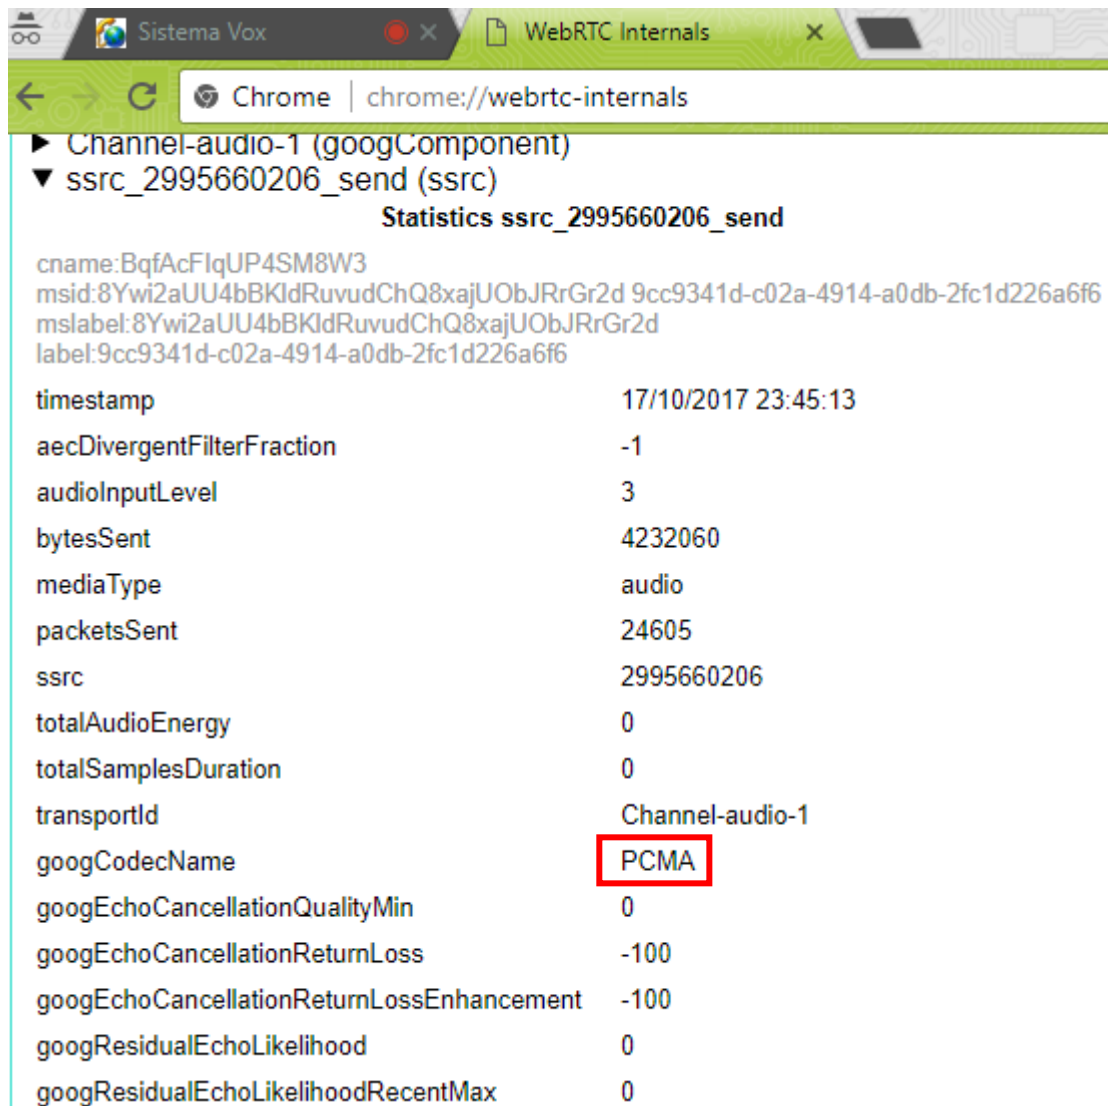 Sistema Vox
WebRTC Internals
Chrome | chrome://webrtc-internals
Channel-audio-1 (googComponent)
ssrc_2995660206_send (ssrc)
Statistics ssrc_2995660206_send
cname:BqfAcFIqUP4SM8W3
msid:8Ywi2aUU4bBKIdRuvudChQ8xajUObJRrGr2d 9cc9341d-c02a-4914-a0db-2fc1d226a6f6
mslabel:8Ywi2aUU4bBKIdRuvudChQ8xajUObJRrGr2d
label:9cc9341d-c02a-4914-a0db-2fc1d226a6f6
timestamp 17/10/2017 23:45:13
aecDivergentFilterFraction -1
audioInputLevel 3
bytesSent 4232060
mediaType audio
packetsSent 24605
ssrc 2995660206
totalAudioEnergy 0
totalSamplesDuration 0
transportId Channel-audio-1
googCodecName PCMA
googEchoCancellationQualityMin 0
googEchoCancellationReturnLoss -100
googEchoCancellationReturnLossEnhancement -100
googResidualEchoLikelihood 0
googResidualEchoLikelihoodRecentMax 0